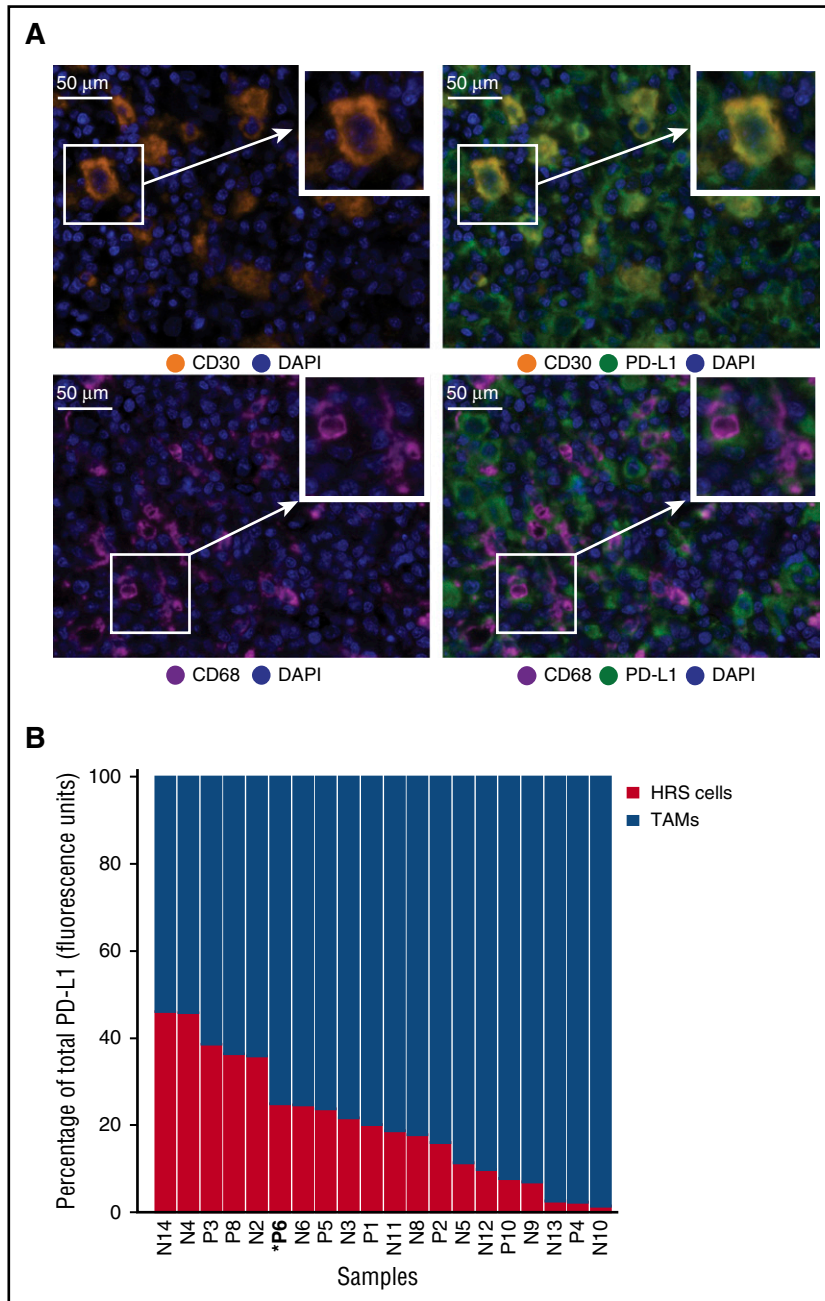 A
50 μm
50 μm
CD30 DAPI
CD30 PD-L1 DAPI
50 μm
50 μm
CD68 DAPI
CD68 PD-L1 DAPI
B
Percentage of total PD-L1 (fluorescence units)
100
80
60
40
20
0
HRS cells
TAMs
N14 N4 P3 P8 N2 *P6 N6 P5 N3 P1 N11 N8 P2 N5 N12 P10 N9 N13 P4 N10
Samples